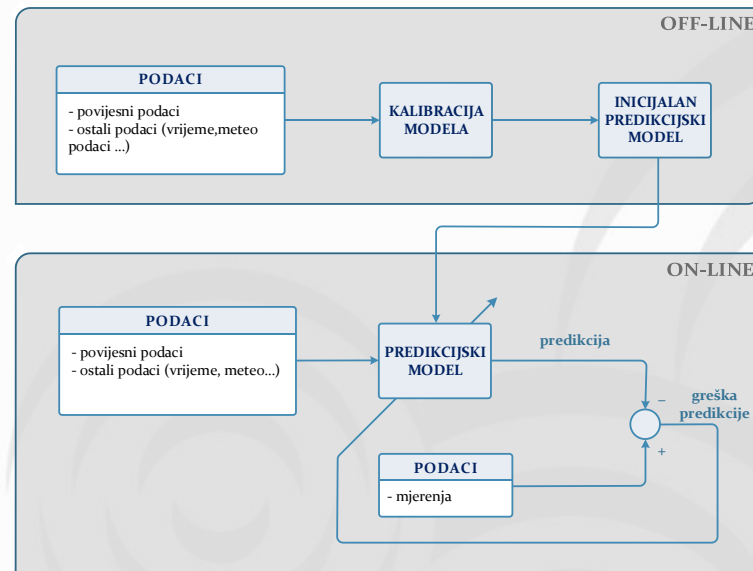 OFF-LINE
PODACI
- povijesni podaci
- ostali podaci (vrijeme,meteo
podaci ...)
KALIBRACIJA
MODELA
INICIJALAN
PREDIKCIJSKI
MODEL
ON-LINE
PODACI
- povijesni podaci
- ostali podaci (vrijeme, meteo...)
PREDIKCIJSKI
MODEL
predikcija
−
greška
predikcije
+
PODACI
- mjerenja